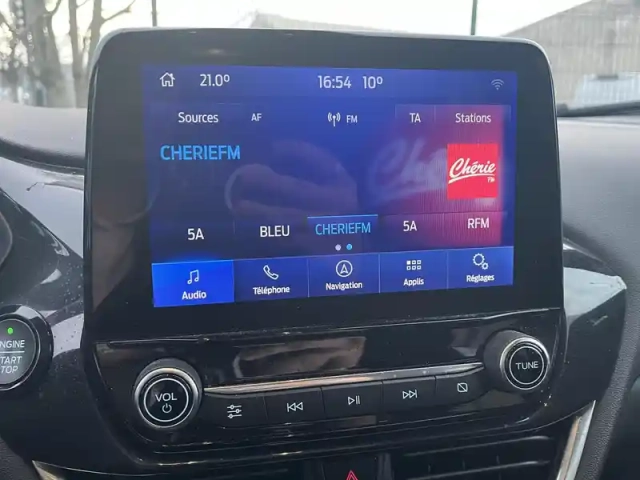 21.0° 16:54 10°
Sources AF FM TA Stations
CHERIEFM
Chérie
FM
5A BLEU CHERIEFM 5A RFM
Audio Téléphone Navigation Applis Réglages
ENGINE
START
STOP
VOL
TUNE